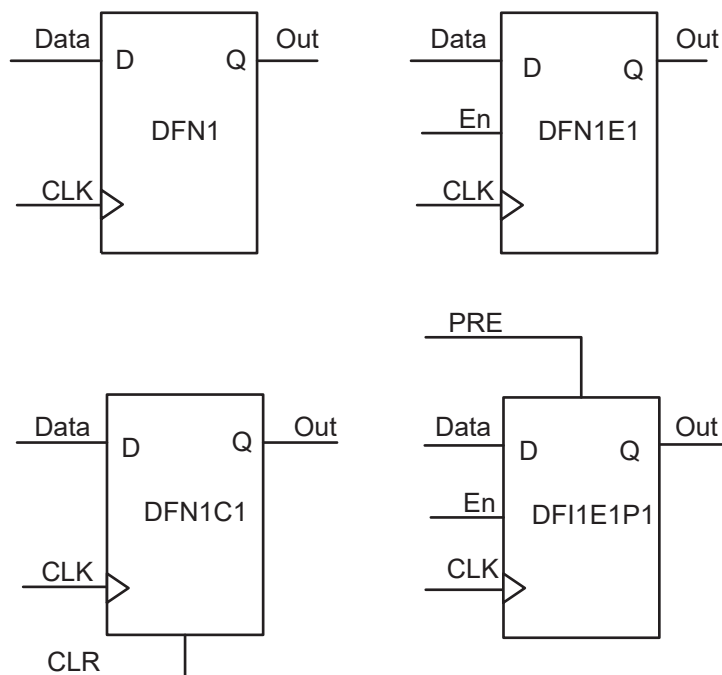 Data
D
Q
Out
DFN1
CLK
Data
D
Q
Out
En
DFN1E1
CLK
Data
D
Q
Out
DFN1C1
CLK
CLR
PRE
Data
D
Q
Out
En
DFI1E1P1
CLK